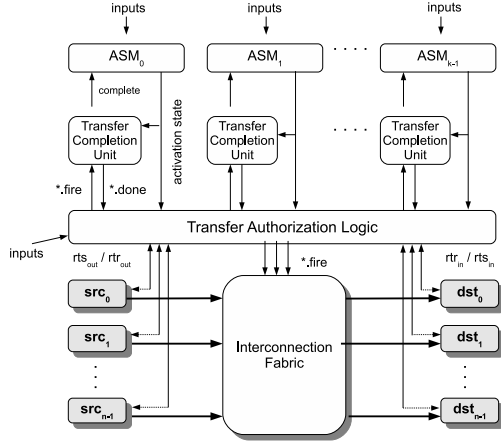 inputs inputs inputs
ASM0 ASM1 . . . . ASMk-1
complete
activation state
Transfer Completion Unit
Transfer Completion Unit
. . . .
Transfer Completion Unit
*.fire *.done
Transfer Authorization Logic
inputs
rtsout / rtrout
*.fire
rtrin / rtsin
src0
dst0
src1
Interconnection Fabric
dst1
srcn-1
dstn-1